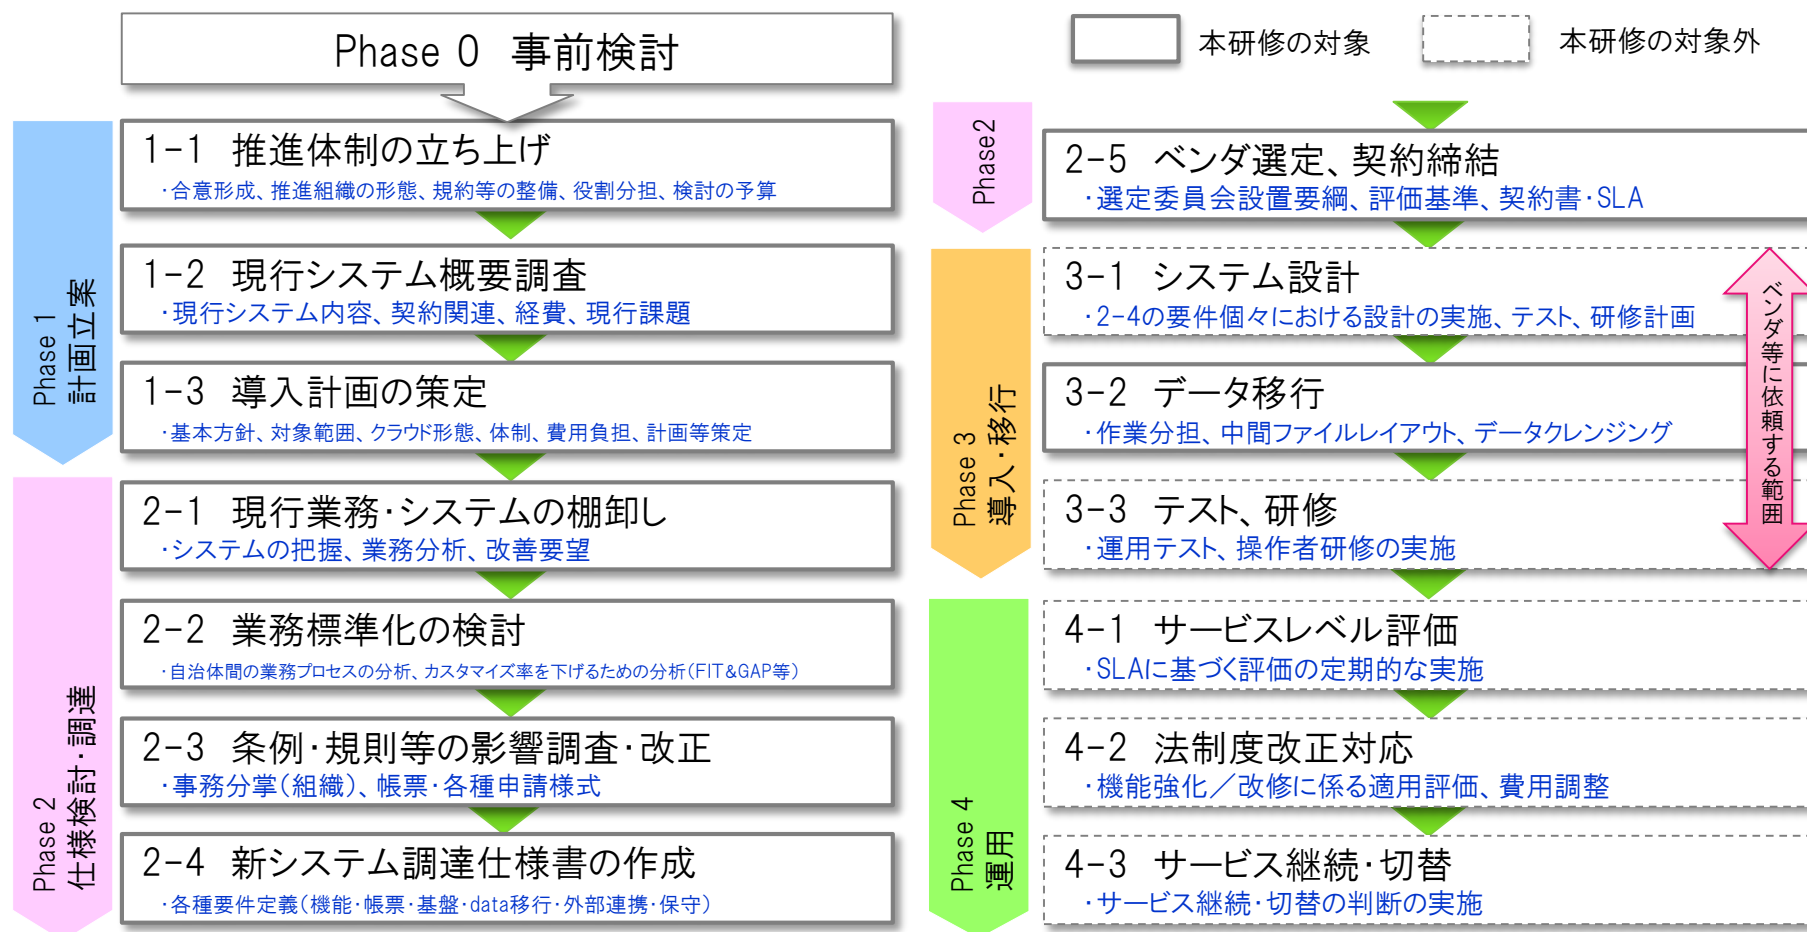 Phase 0 事前検討
本研修の対象
本研修の対象外
Phase 1
計画立案
1-1 推進体制の立ち上げ
・合意形成、推進組織の形態、規約等の整備、役割分担、検討の予算
1-2 現行システム概要調査
・現行システム内容、契約関連、経費、現行課題
1-3 導入計画の策定
・基本方針、対象範囲、クラウド形態、体制、費用負担、計画等策定
Phase 2
仕様検討・調達
2-1 現行業務・システムの棚卸し
・システムの把握、業務分析、改善要望
2-2 業務標準化の検討
・自治体間の業務プロセスの分析、カスタマイズ率を下げるための分析(FIT&GAP等)
2-3 条例・規則等の影響調査・改正
・事務分掌(組織)、帳票・各種申請様式
2-4 新システム調達仕様書の作成
・各種要件定義(機能・帳票・基盤・data移行・外部連携・保守)
Phase2
2-5 ベンダ選定、契約締結
・選定委員会設置要綱、評価基準、契約書・SLA
Phase 3
導入・移行
3-1 システム設計
・2-4の要件個々における設計の実施、テスト、研修計画
3-2 データ移行
・作業分担、中間ファイルレイアウト、データクレンジング
3-3 テスト、研修
・運用テスト、操作者研修の実施
ベンダ等に依頼する範囲
Phase 4
運用
4-1 サービスレベル評価
・SLAに基づく評価の定期的な実施
4-2 法制度改正対応
・機能強化／改修に係る適用評価、費用調整
4-3 サービス継続・切替
・サービス継続・切替の判断の実施